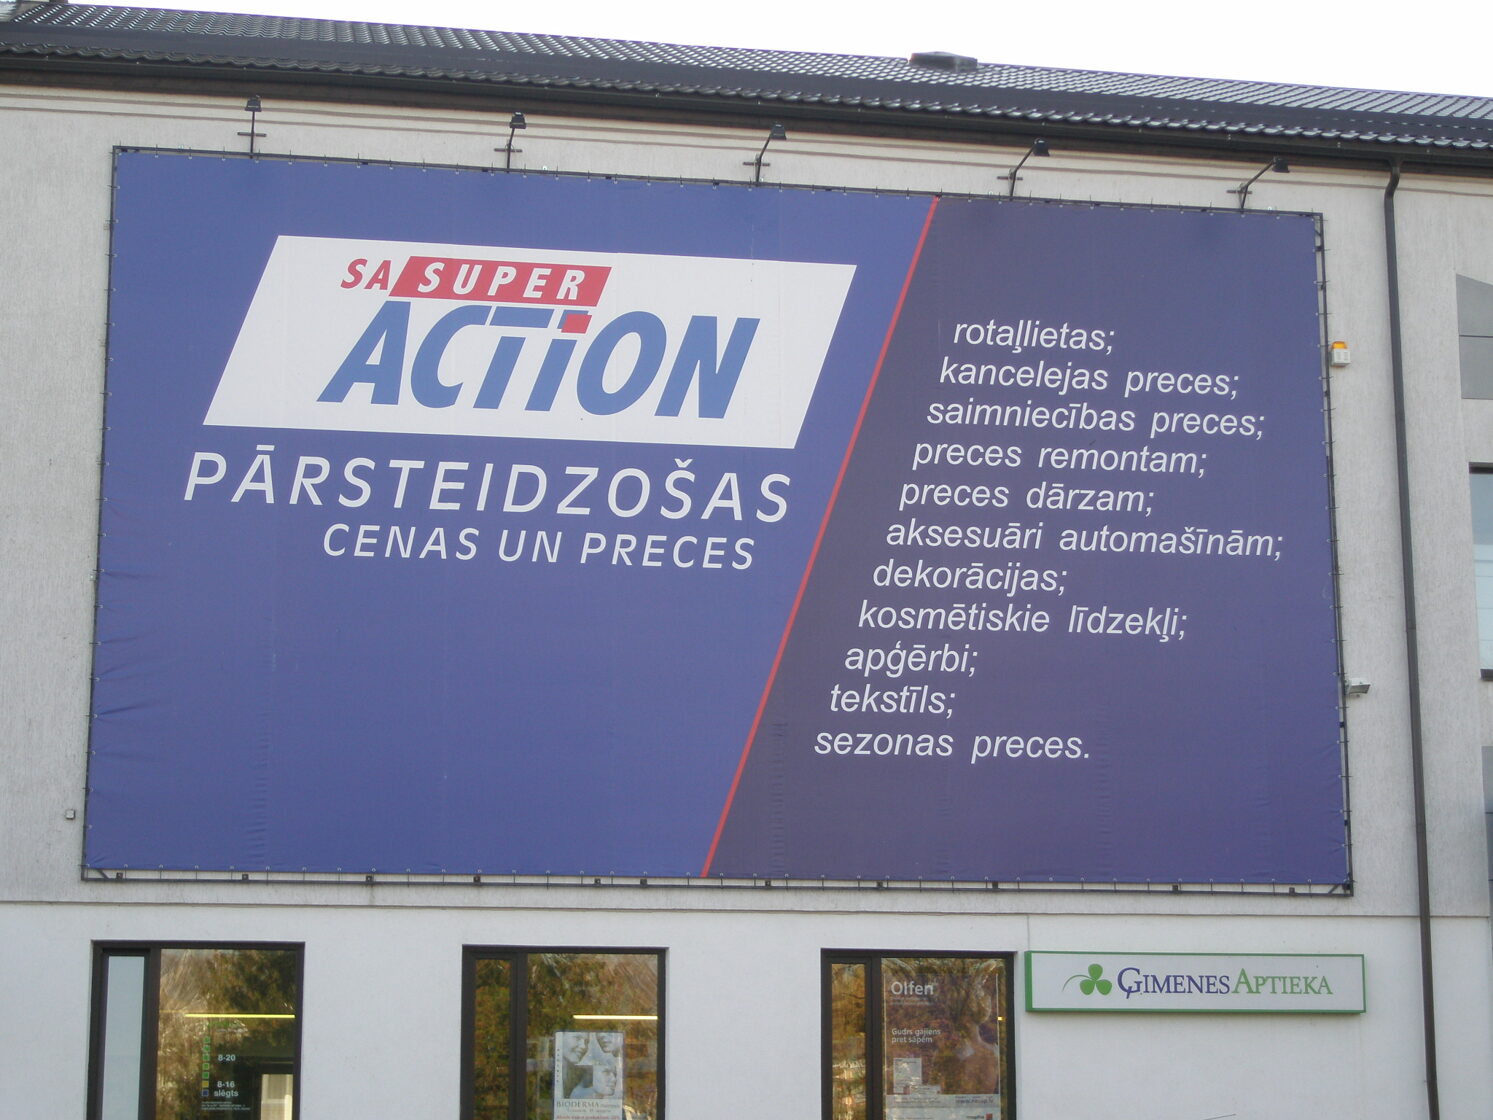 SA SUPER
ACTiON
PĀRSTEIDZOŠAS
CENAS UN PRECES
rotaļlietas;
kancelejas preces;
saimniecības preces;
preces remontam;
preces dārzam;
aksesuāri automašīnām;
dekorācijas;
kosmētiskie līdzekļi;
apģērbi;
tekstīls;
sezonas preces.
ĢIMENES APTIEKA
Olfen
Gudrs gājiens
pret sāpēm
8-20
8-16
slēgts
BIODERMA